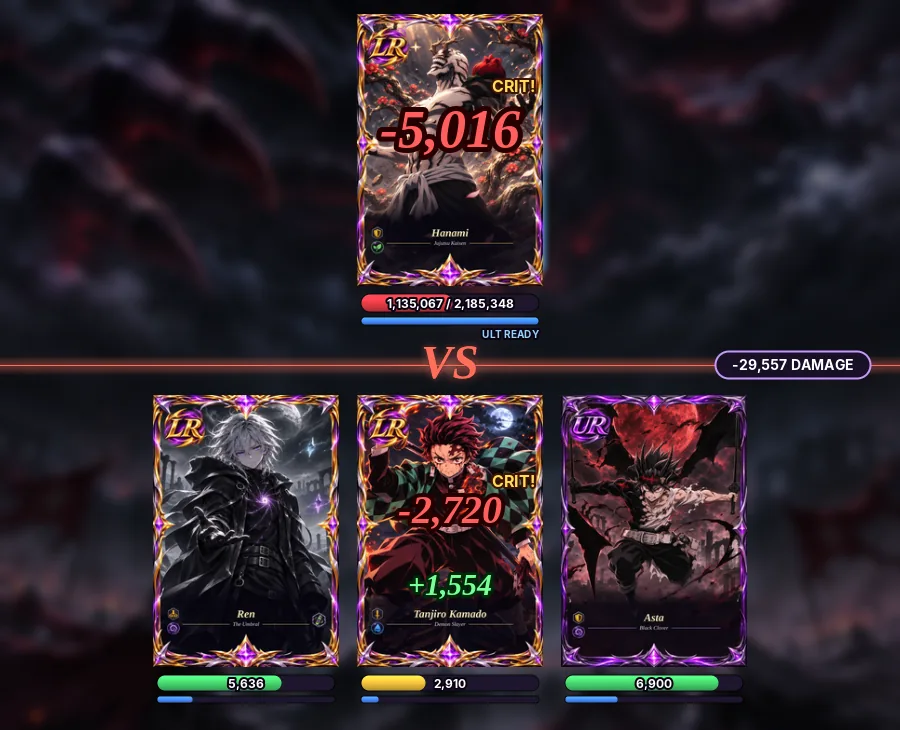 LR
CRIT!
-5,016
Hanami
Jujutsu Kaisen
1,135,067 / 2,185,348
ULT READY
VS
-29,557 DAMAGE
LR
LR
UR
CRIT!
-2,720
+1,554
Ren
The Umbral
Tanjiro Kamado
Demon Slayer
Asta
Black Clover
5,636
2,910
6,900